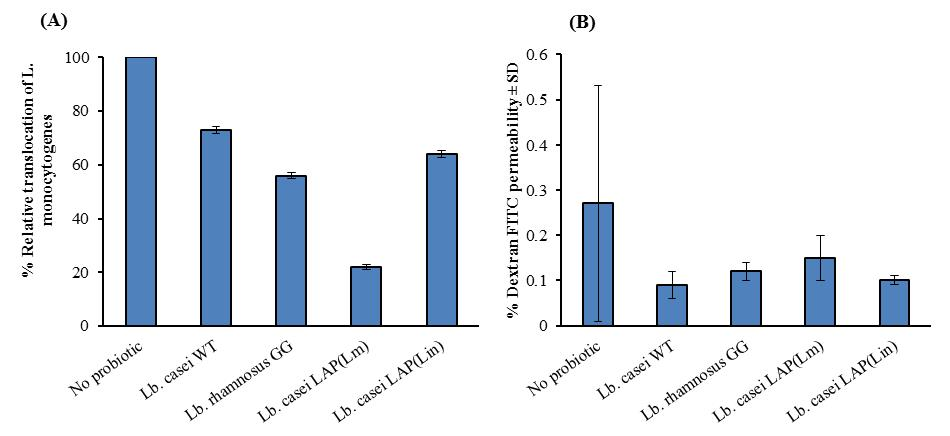 (A)
% Relative translocation of L.
monocytogenes
100
80
60
40
20
0
No probiotic
Lb. casei WT
Lb. rhamnosus GG
Lb. casei LAP(Lm)
Lb. casei LAP(Lin)
(B)
% Dextran FITC permeability ± SD
0.6
0.5
0.4
0.3
0.2
0.1
0
No probiotic
Lb. casei WT
Lb. rhamnosus GG
Lb. casei LAP(Lm)
Lb. casei LAP(Lin)